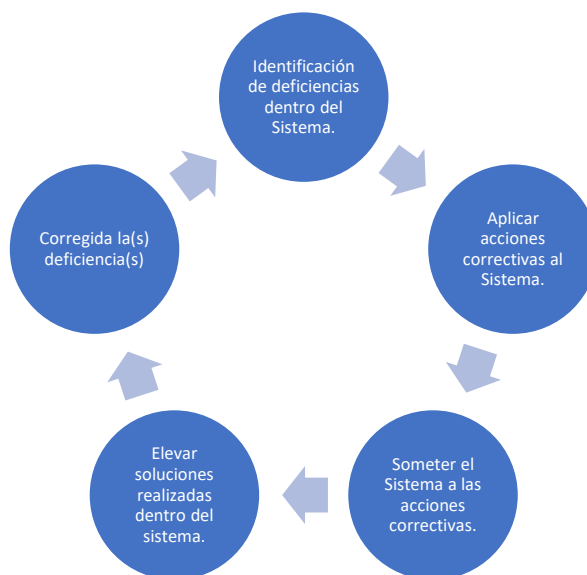 Identificación
de deficiencias
dentro del
Sistema.
Aplicar
acciones
correctivas al
Sistema.
Someter el
Sistema a las
acciones
correctivas.
Elevar
soluciones
realizadas
dentro del
sistema.
Corregida la(s)
deficiencia(s)